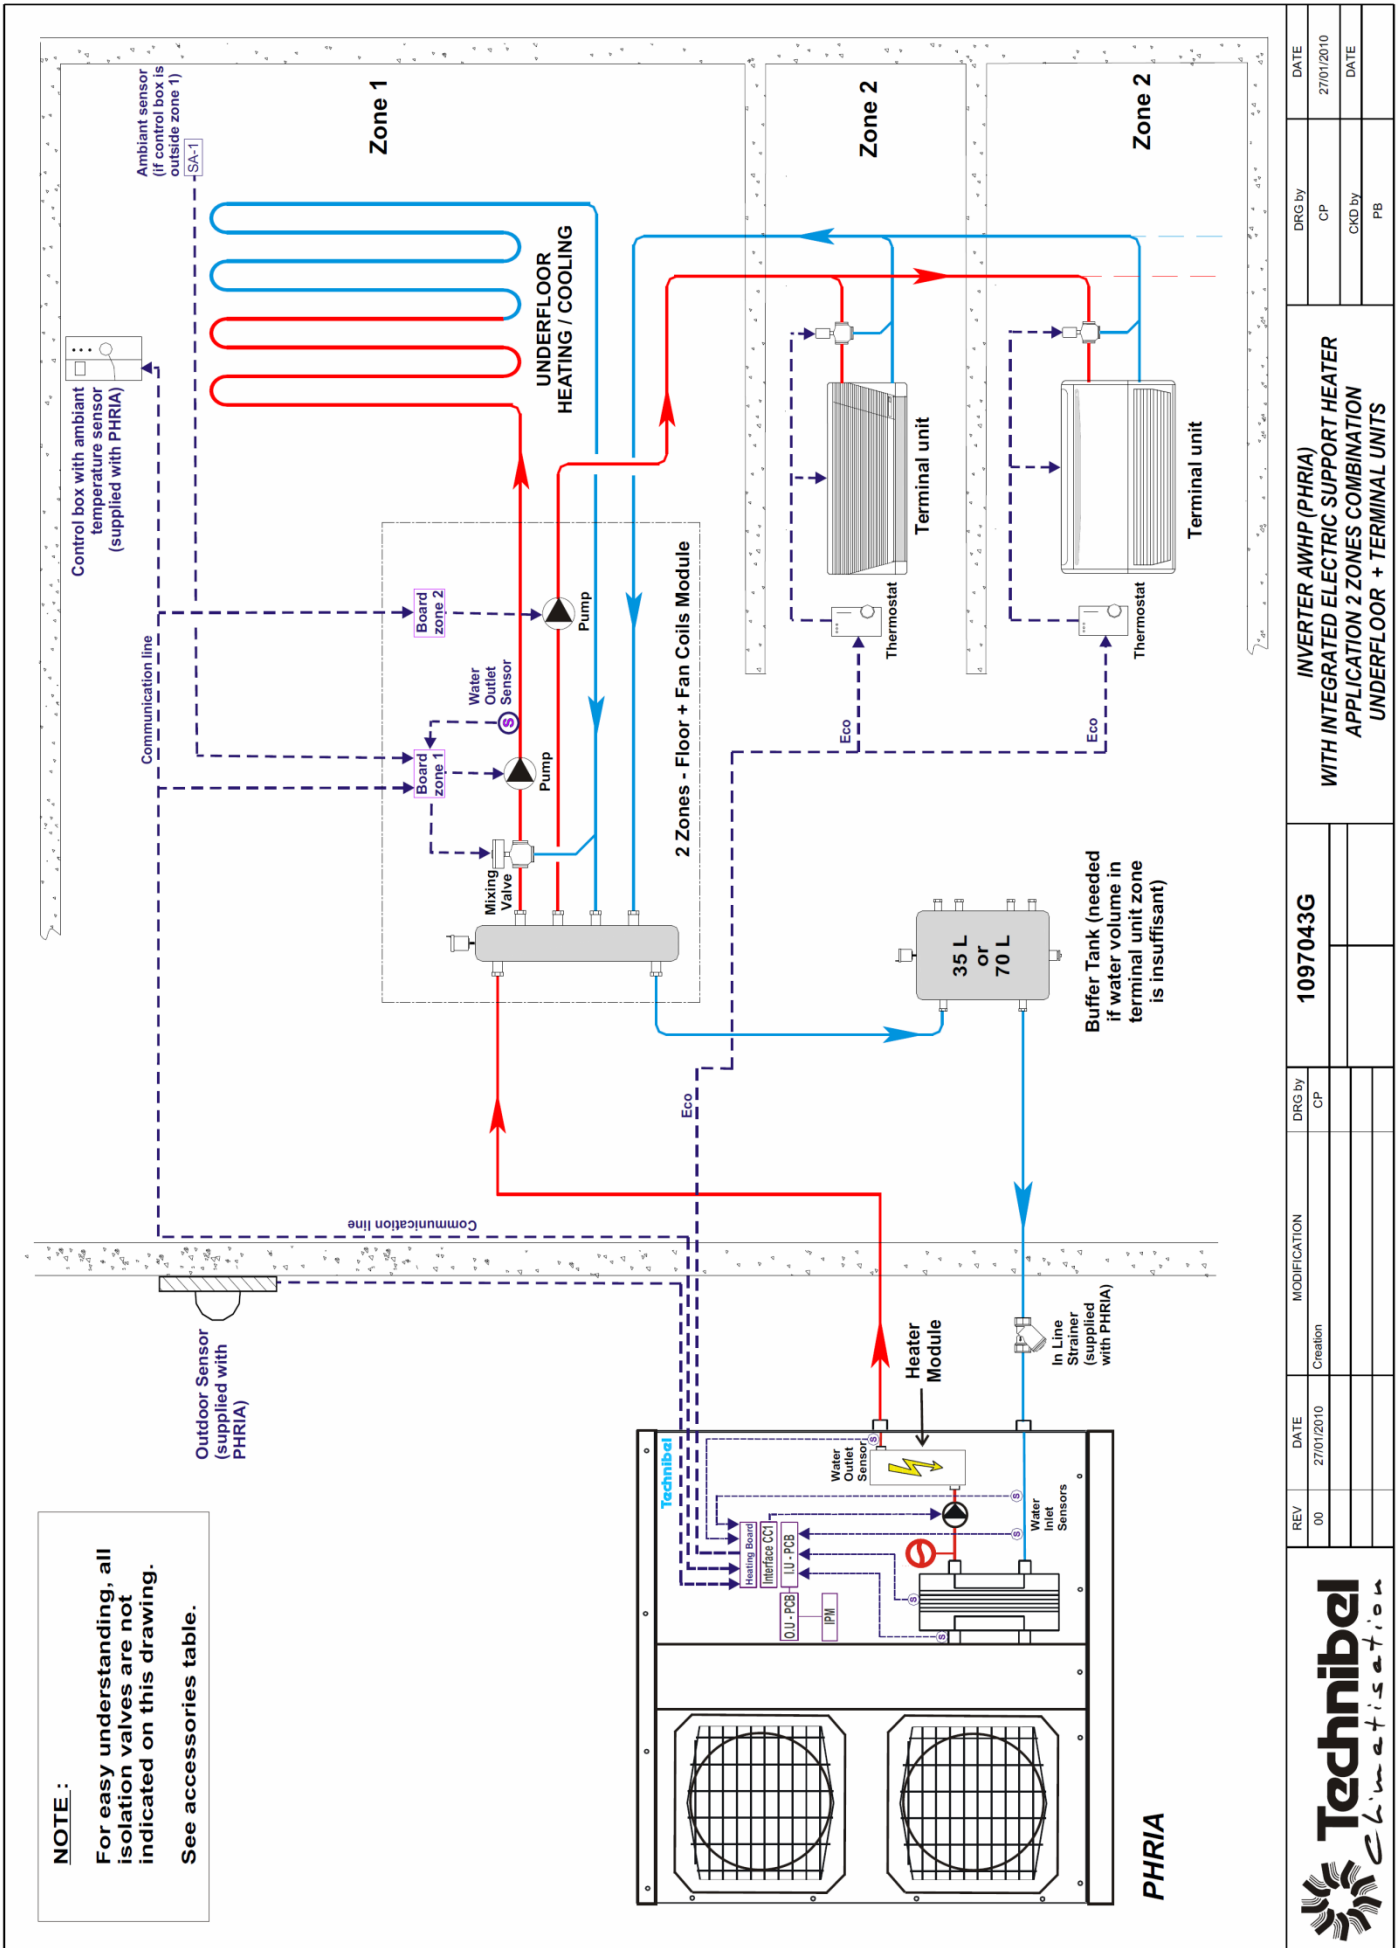 NOTE :
For easy understanding, all
isolation valves are not
indicated on this drawing.
See accessories table.
Outdoor Sensor
(supplied with
PHRIA)
Communication line
Communication line
Control box with ambiant
temperature sensor
(supplied with PHRIA)
Ambiant sensor
(if control box is
outside zone 1)
SA-1
Zone 1
UNDERFLOOR
HEATING / COOLING
Board
zone 1
Board
zone 2
Water
Outlet
Sensor
S
Mixing
Valve
Pump
Pump
2 Zones - Floor + Fan Coils Module
Zone 2
Terminal unit
Thermostat
Eco
Zone 2
Terminal unit
Thermostat
Eco
Eco
35 L
or
70 L
Buffer Tank (needed
if water volume in
terminal unit zone
is insuffisant)
Technibel
Heating Board
Interface CC1
I.U - PCB
O.U - PCB
IPM
Water
Outlet
Sensor
S
Heater
Module
S
S
Water
Inlet
Sensors
S
S
In Line
Strainer
(supplied
with PHRIA)
PHRIA
Technibel
Climatisation
REV
DATE
MODIFICATION
DRG by
00
27/01/2010
Creation
CP
1097043G
INVERTER AWHP (PHRIA)
WITH INTEGRATED ELECTRIC SUPPORT HEATER
APPLICATION 2 ZONES COMBINATION
UNDERFLOOR + TERMINAL UNITS
DRG by
DATE
CP
27/01/2010
CKD by
DATE
PB